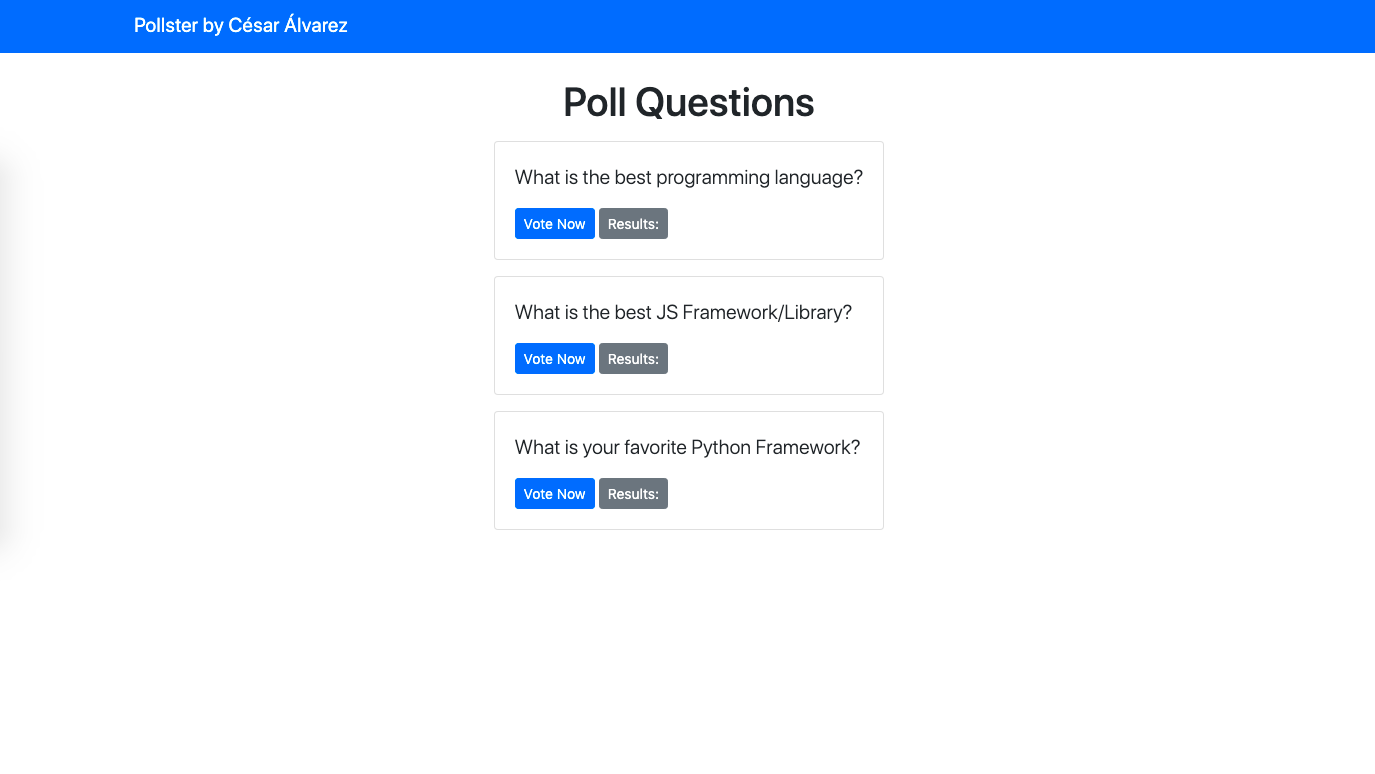 Pollster by César Álvarez
Poll Questions
What is the best programming language?
Vote Now Results:
What is the best JS Framework/Library?
Vote Now Results:
What is your favorite Python Framework?
Vote Now Results: